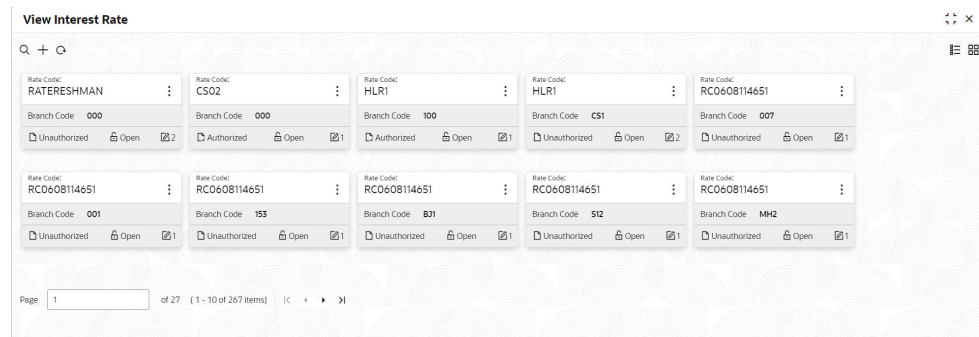 View Interest Rate
Rate Code: Rate Code: Rate Code: Rate Code: Rate Code:
RATERESHMAN CS02 HLR1 HLR1 RC0608114651
Branch Code 000 Branch Code 000 Branch Code 100 Branch Code CS1 Branch Code 007
Unauthorized Open 2 Authorized Open 1 Authorized Open 1 Unauthorized Open 2 Unauthorized Open 1
Rate Code: Rate Code: Rate Code: Rate Code: Rate Code:
RC0608114651 RC0608114651 RC0608114651 RC0608114651 RC0608114651
Branch Code 001 Branch Code 153 Branch Code BJ1 Branch Code S12 Branch Code MH2
Unauthorized Open 1 Unauthorized Open 1 Unauthorized Open 1 Unauthorized Open 1 Unauthorized Open 1
Page 1 of 27 ( 1 - 10 of 267 items)